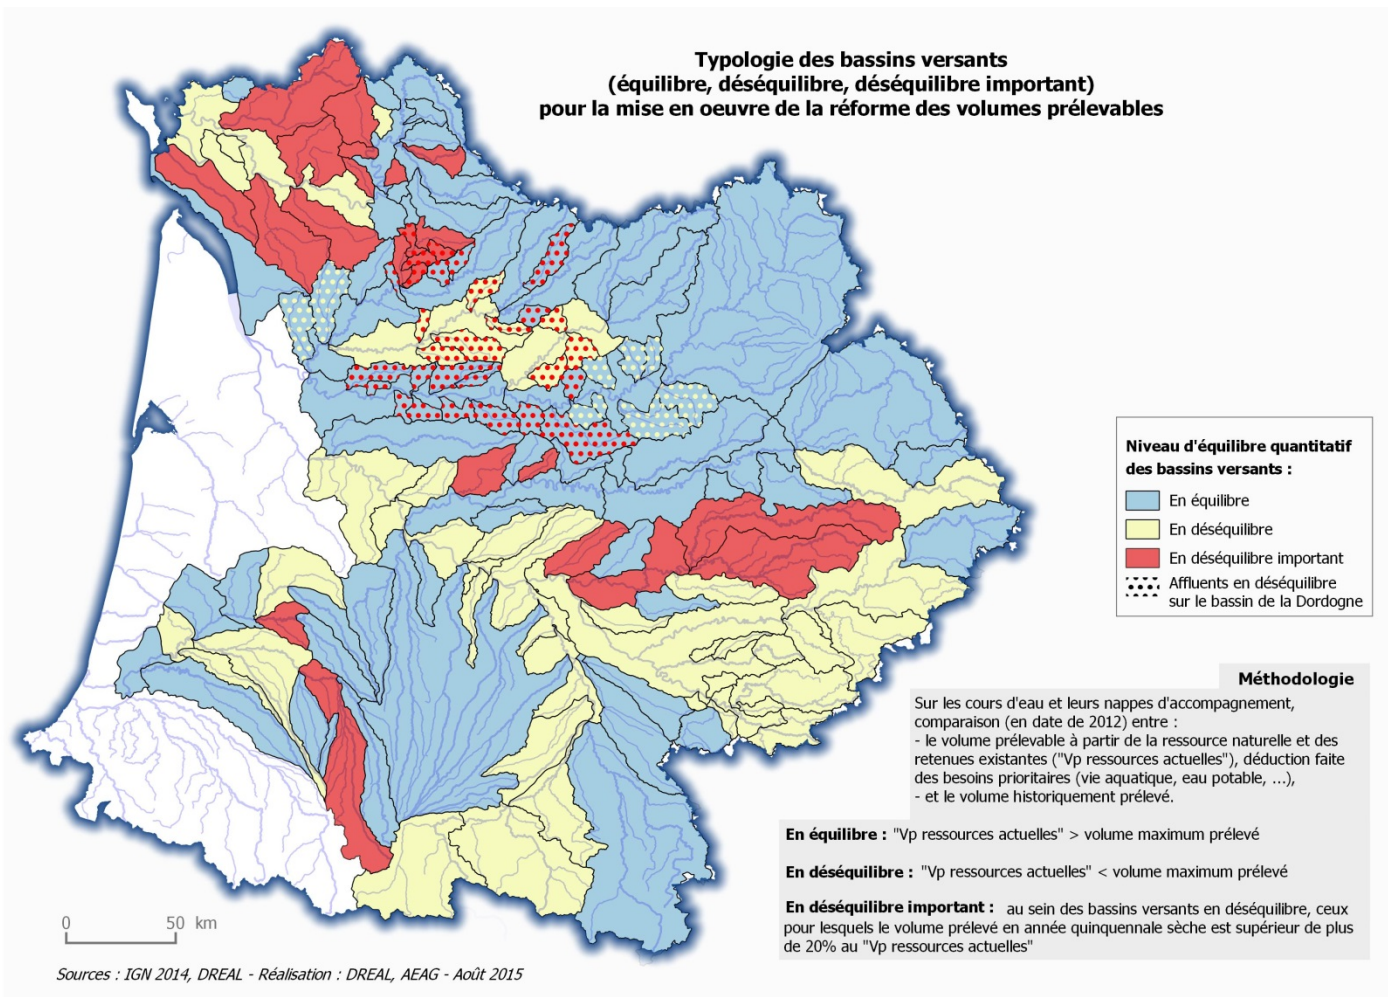 Typologie des bassins versants
(équilibre, déséquilibre, déséquilibre important)
pour la mise en oeuvre de la réforme des volumes prélevables
Niveau d'équilibre quantitatif
des bassins versants :
En équilibre
En déséquilibre
En déséquilibre important
Affluents en déséquilibre
sur le bassin de la Dordogne
Méthodologie
Sur les cours d'eau et leurs nappes d'accompagnement,
comparaison (en date de 2012) entre :
- le volume prélevable à partir de la ressource naturelle et des
retenues existantes ("Vp ressources actuelles"), déduction faite
des besoins prioritaires (vie aquatique, eau potable, ...),
- et le volume historiquement prélevé.
En équilibre : "Vp ressources actuelles" > volume maximum prélevé
En déséquilibre : "Vp ressources actuelles" < volume maximum prélevé
En déséquilibre important : au sein des bassins versants en déséquilibre, ceux
pour lesquels le volume prélevé en année quinquennale sèche est supérieur de plus
de 20% au "Vp ressources actuelles"
0 50 km
Sources : IGN 2014, DREAL - Réalisation : DREAL, AEAG - Août 2015